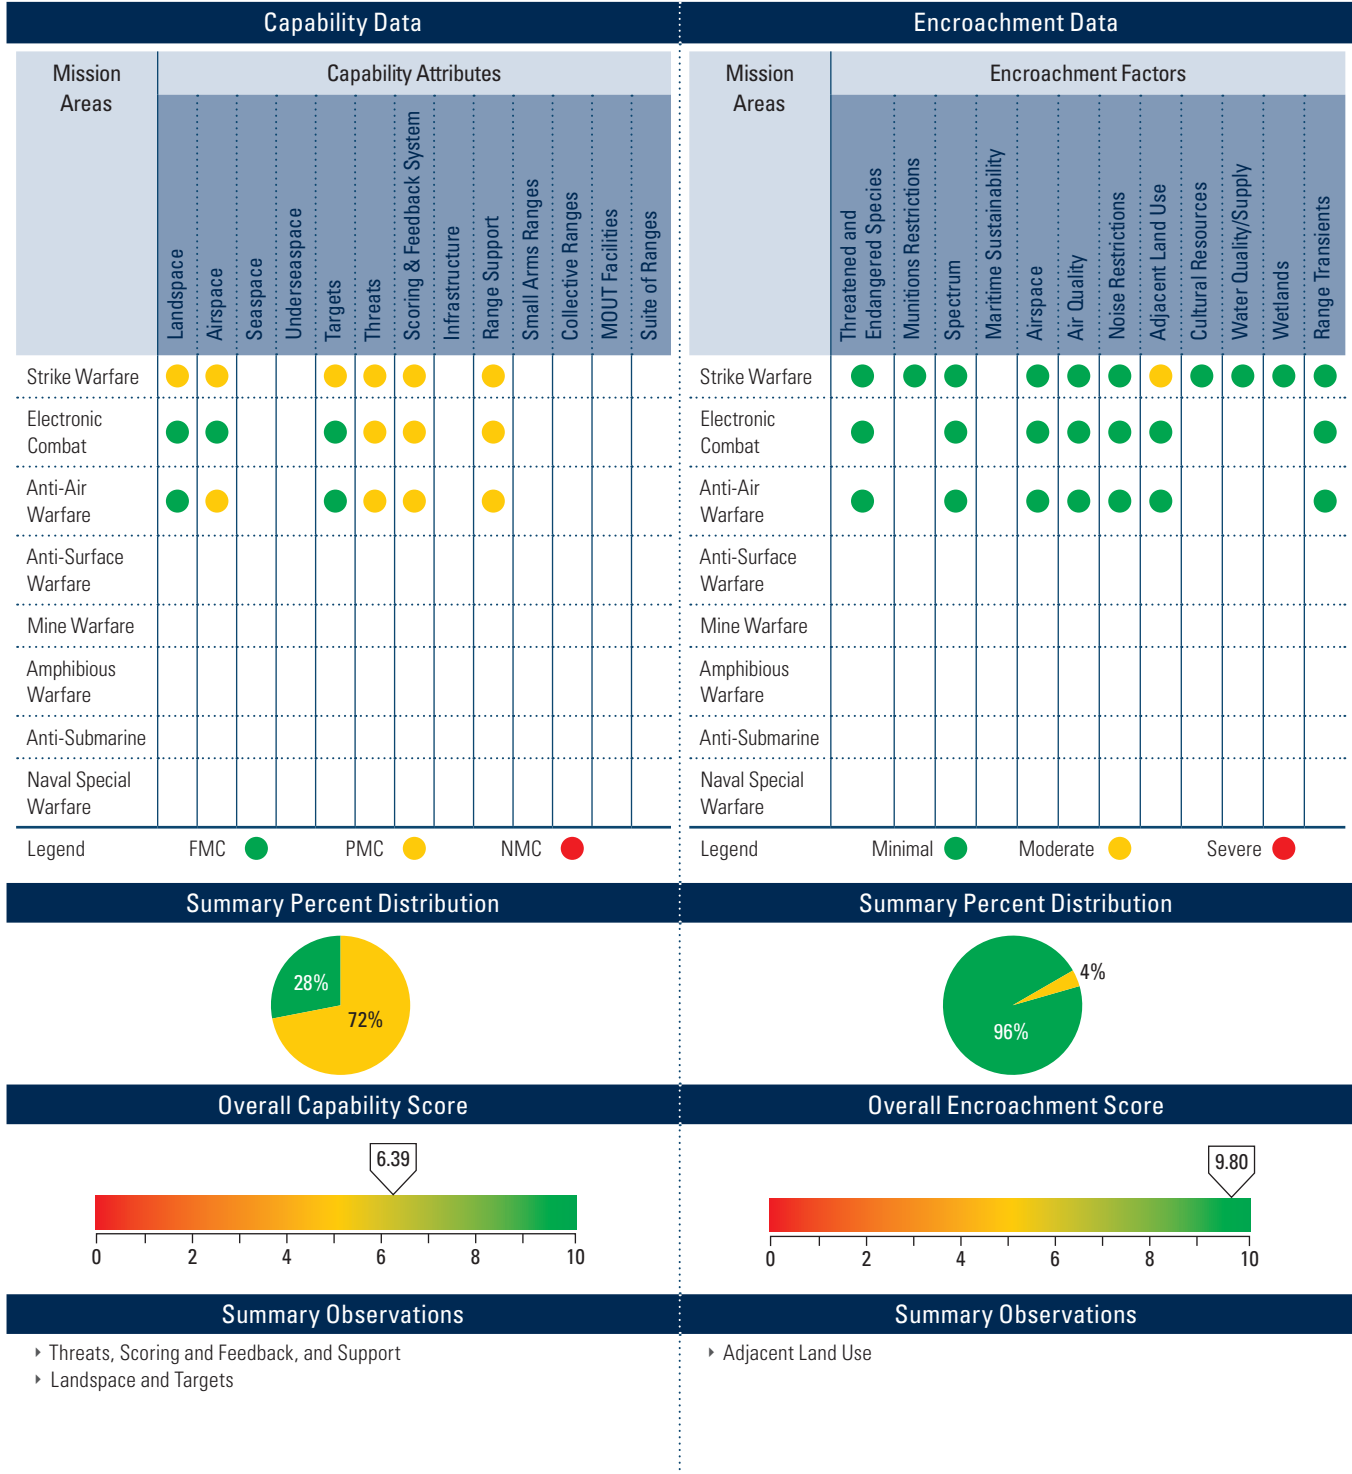 Capability Data
Mission
Areas
Capability Attributes
Landspace
Airspace
Seaspace
Underseaspace
Targets
Threats
Scoring & Feedback System
Infrastructure
Range Support
Small Arms Ranges
Collective Ranges
MOUT Facilities
Suite of Ranges
Strike Warfare
Electronic
Combat
Anti-Air
Warfare
Anti-Surface
Warfare
Mine Warfare
Amphibious
Warfare
Anti-Submarine
Naval Special
Warfare
Legend FMC PMC NMC
Summary Percent Distribution
28%
72%
Overall Capability Score
6.39
0 2 4 6 8 10
Summary Observations
Threats, Scoring and Feedback, and Support
Landspace and Targets
Encroachment Data
Mission
Areas
Encroachment Factors
Threatened and
Endangered Species
Munitions Restrictions
Spectrum
Maritime Sustainability
Airspace
Air Quality
Noise Restrictions
Adjacent Land Use
Cultural Resources
Water Quality/Supply
Wetlands
Range Transients
Strike Warfare
Electronic
Combat
Anti-Air
Warfare
Anti-Surface
Warfare
Mine Warfare
Amphibious
Warfare
Anti-Submarine
Naval Special
Warfare
Legend Minimal Moderate Severe
Summary Percent Distribution
4%
96%
Overall Encroachment Score
9.80
0 2 4 6 8 10
Summary Observations
Adjacent Land Use